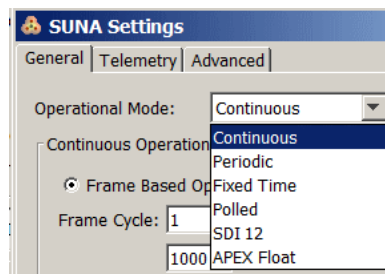 SUNA Settings
General Telemetry Advanced
Operational Mode: Continuous
Continuous Operation Continuous
Periodic
Frame Based Op Fixed Time
Frame Cycle: 1 Polled
SDI 12
1000 APEX Float